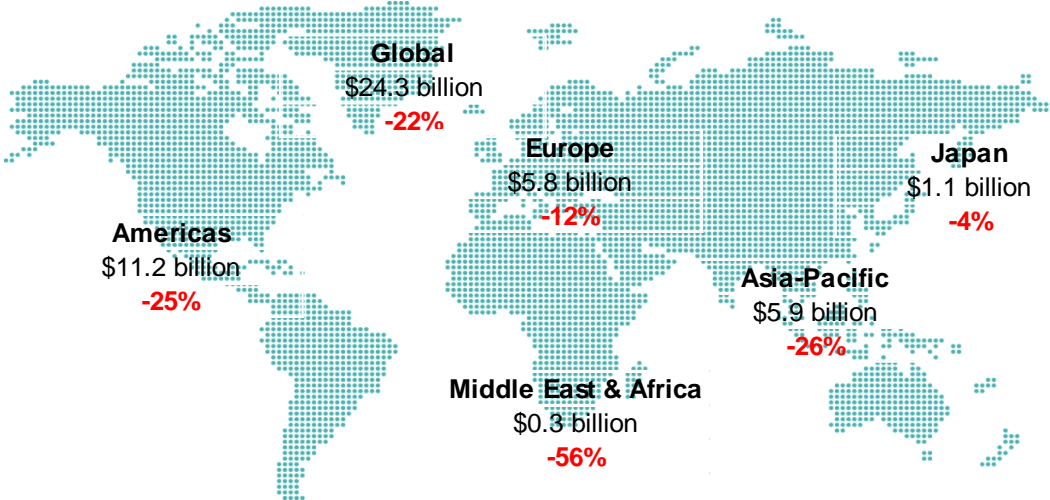 Global
$24.3 billion
-22%
Europe
$5.8 billion
-12%
Japan
$1.1 billion
-4%
Americas
$11.2 billion
-25%
Asia-Pacific
$5.9 billion
-26%
Middle East & Africa
$0.3 billion
-56%